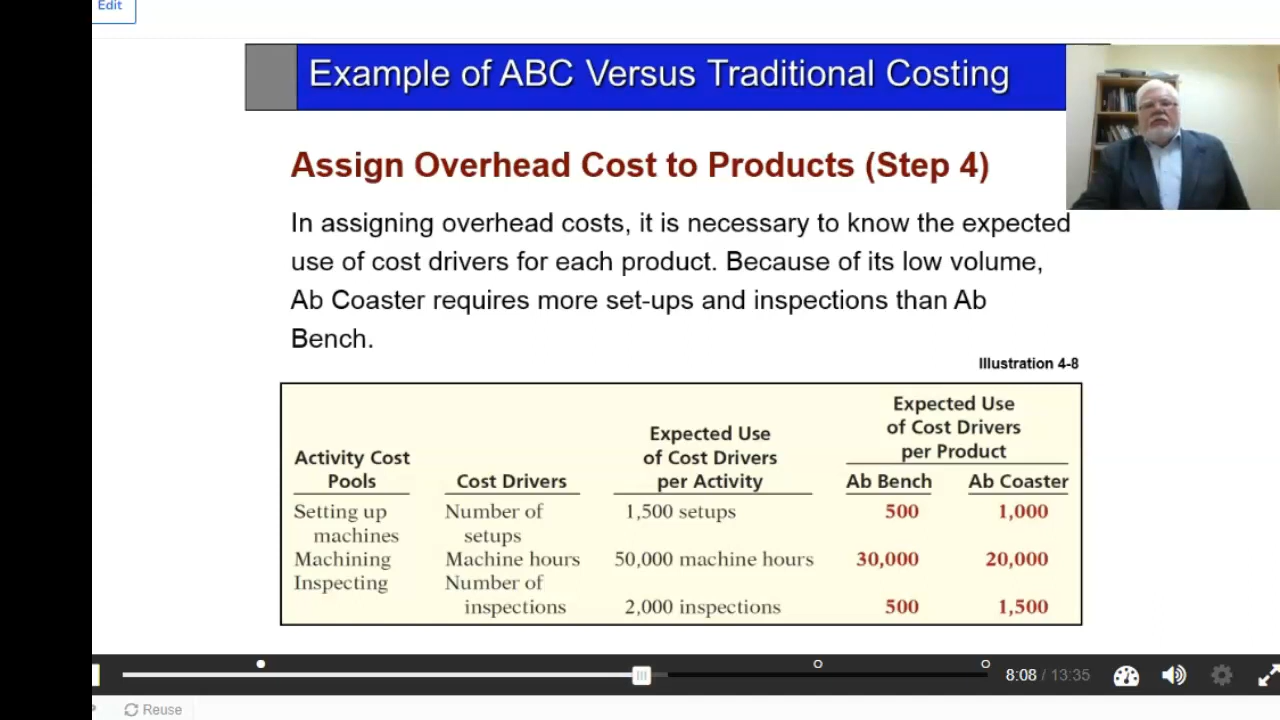 Edit
Example of ABC Versus Traditional Costing
Assign Overhead Cost to Products (Step 4)
In assigning overhead costs, it is necessary to know the expected
use of cost drivers for each product. Because of its low volume,
Ab Coaster requires more set-ups and inspections than Ab
Bench.
Illustration 4-8
Expected Use
of Cost Drivers
per Product
Expected Use
of Cost Drivers
per Activity
Activity Cost
Pools
Cost Drivers
Ab Bench
Ab Coaster
Setting up
machines
Number of
setups
1,500 setups
500
1,000
Machining
Machine hours
50,000 machine hours
30,000
20,000
Inspecting
Number of
inspections
2,000 inspections
500
1,500
8:08 / 13:35
Reuse